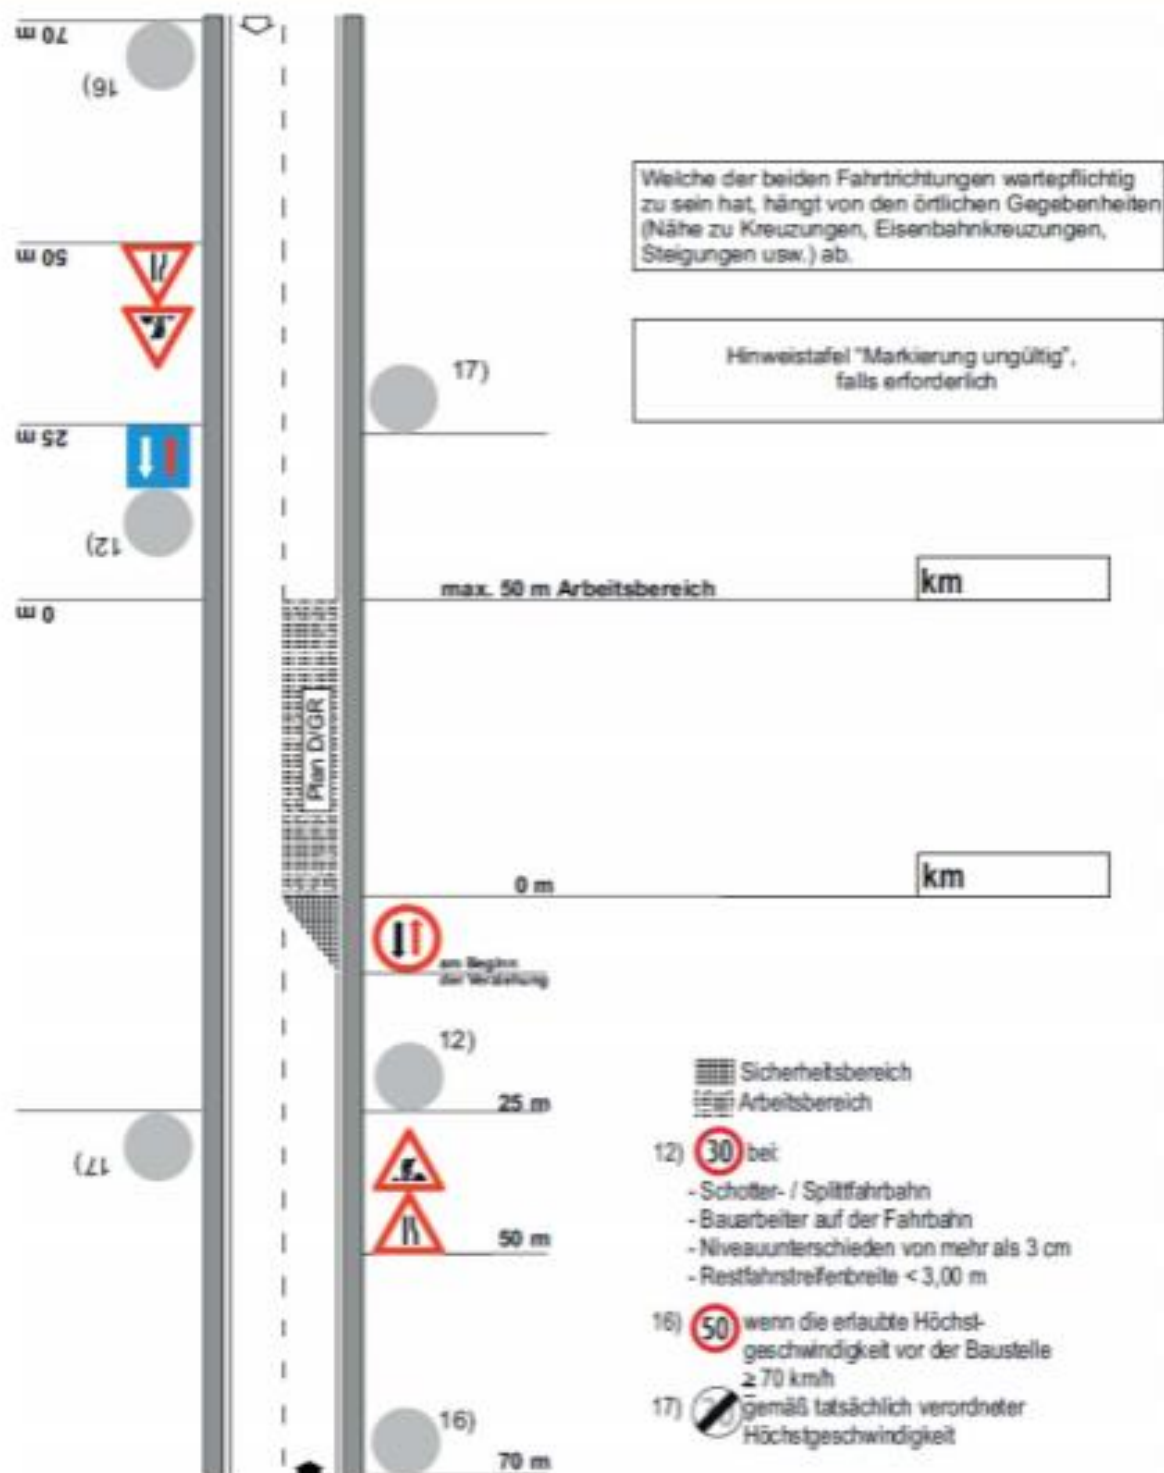 70 m
16)
Welche der beiden Fahrtrichtungen wartepflichtig
zu sein hat, hängt von den örtlichen Gegebenheiten
(Nähe zu Kreuzungen, Eisenbahnkreuzungen,
Steigungen usw.) ab.
50 m
Hinweistafel "Markierung ungültig",
falls erforderlich
17)
25 m
12)
max. 50 m Arbeitsbereich
km
0 m
Plan D/GR
0 m
km
am Beginn
der Verziehung
12)
25 m
17)
50 m
Sicherheitsbereich
Arbeitsbereich
12) 30 bei:
- Schotter- / Splittfahrbahn
- Bauarbeiter auf der Fahrbahn
- Niveauunterschieden von mehr als 3 cm
- Restfahrstreifenbreite < 3,00 m
16) 50 wenn die erlaubte Höchst-
geschwindigkeit vor der Baustelle
≥ 70 km/h
17) gemäß tatsächlich verordneter
Höchstgeschwindigkeit
16)
70 m